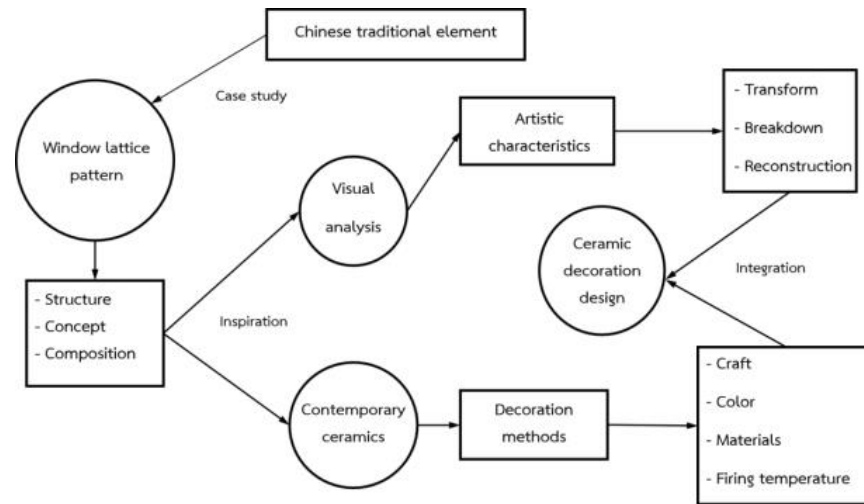 Chinese traditional element
Case study
Window lattice
pattern
- Structure
- Concept
- Composition
Inspiration
Visual
analysis
Artistic
characteristics
- Transform
- Breakdown
- Reconstruction
Ceramic
decoration
design
Integration
Contemporary
ceramics
Decoration
methods
- Craft
- Color
- Materials
- Firing temperature